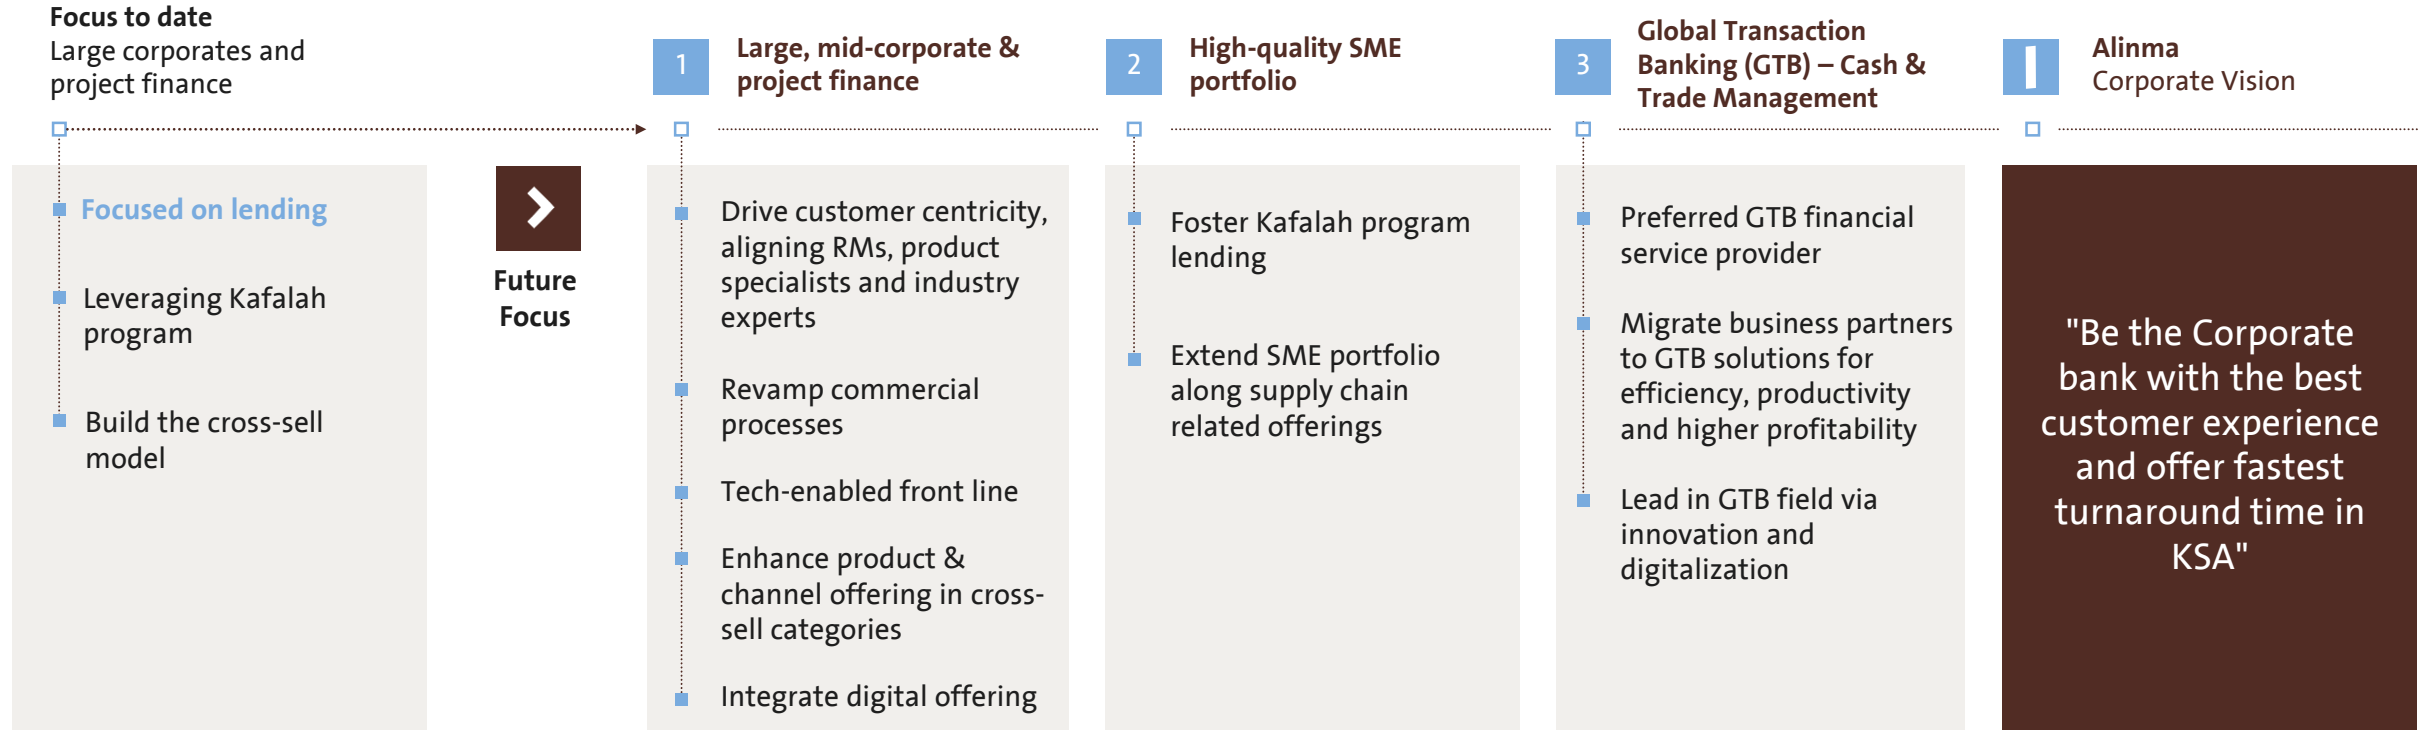 Focus to date
Large corporates and
project finance
Focused on lending
Leveraging Kafalah
program
Build the cross-sell
model
Future
Focus
1
Large, mid-corporate &
project finance
Drive customer centricity,
aligning RMs, product
specialists and industry
experts
Revamp commercial
processes
Tech-enabled front line
Enhance product &
channel offering in cross-
sell categories
Integrate digital offering
2
High-quality SME
portfolio
Foster Kafalah program
lending
Extend SME portfolio
along supply chain
related offerings
3
Global Transaction
Banking (GTB) – Cash &
Trade Management
Preferred GTB financial
service provider
Migrate business partners
to GTB solutions for
efficiency, productivity
and higher profitability
Lead in GTB field via
innovation and
digitalization
Alinma
Corporate Vision
"Be the Corporate
bank with the best
customer experience
and offer fastest
turnaround time in
KSA"